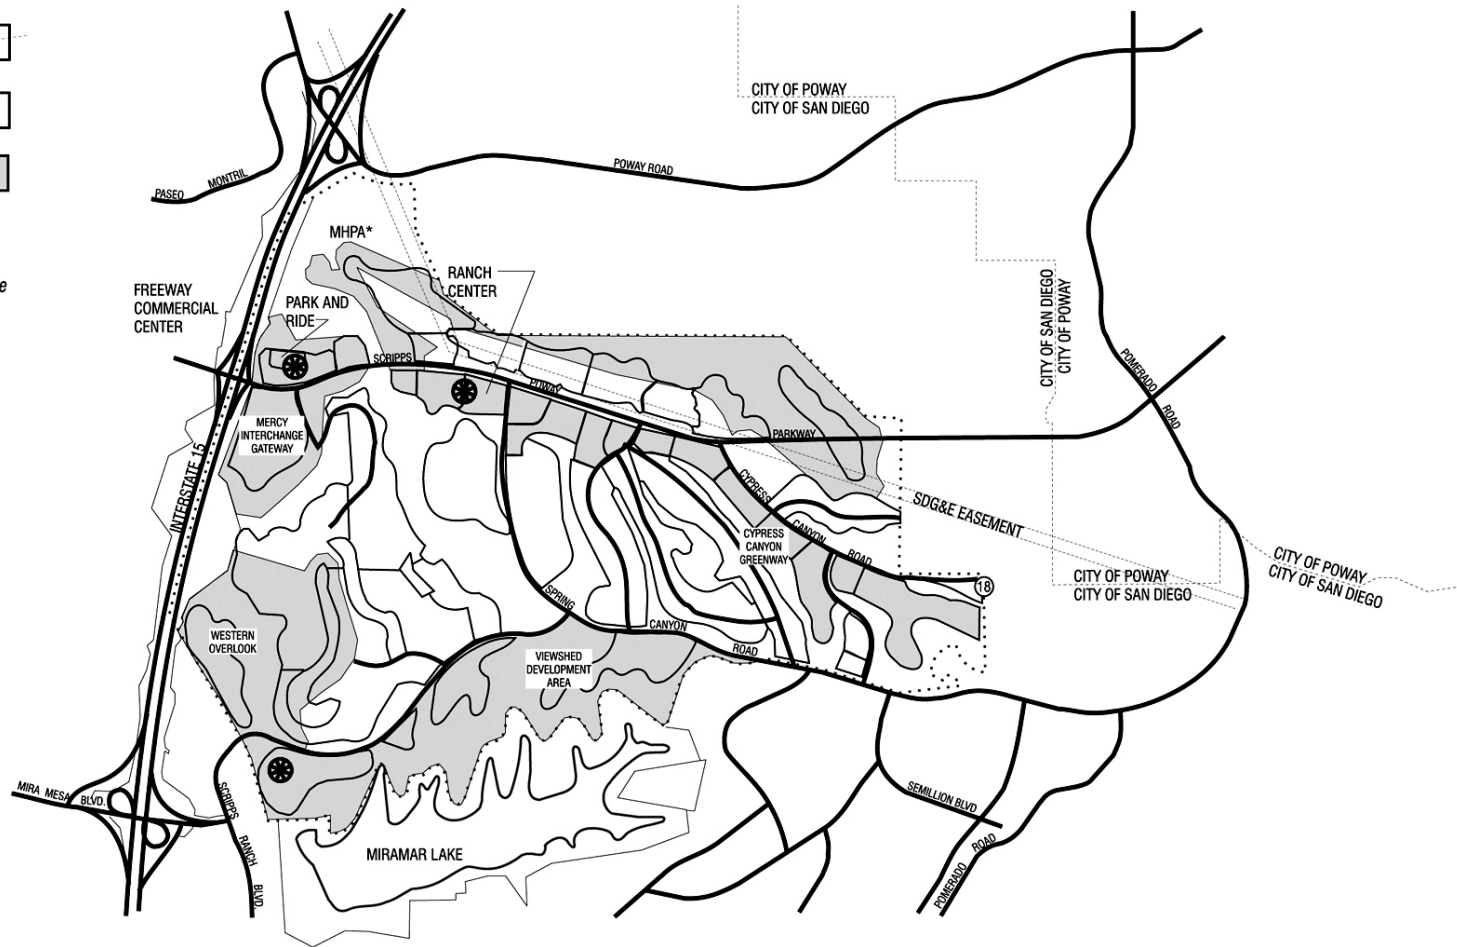 CITY OF POWAY
CITY OF SAN DIEGO
POWAY ROAD
PASEO
MONTRIL
MHPA*
RANCH
CENTER
e
FREEWAY
COMMERCIAL
CENTER
PARK AND
RIDE
CITY OF SAN DIEGO
CITY OF POWAY
SCRIPPS
POWAY
PARKWAY
POMERADO
ROAD
MERCY
INTERCHANGE
GATEWAY
INTERSTATE 15
CYPRESS
CANYON
ROAD
SDG&E EASEMENT
CYPRESS
CANYON
GREENWAY
CITY OF POWAY
CITY OF SAN DIEGO
CITY OF POWAY
CITY OF SAN DIEGO
18
SPRING
CANYON
ROAD
WESTERN
OVERLOOK
VIEWSHED
DEVELOPMENT
AREA
MIRA MESA BLVD.
SCRIPPS
RANCH
BLVD.
SEMILLION BLVD
MIRAMAR LAKE
POMERADO
ROAD